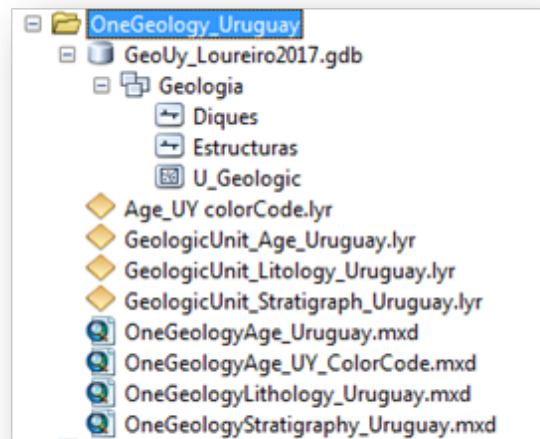 OneGeology_Uruguay
GeoUy_Loureiro2017.gdb
Geologia
Diques
Estructuras
U_Geologic
Age_UY colorCode.lyr
GeologicUnit_Age_Uruguay.lyr
GeologicUnit_Litology_Uruguay.lyr
GeologicUnit_Stratigraph_Uruguay.lyr
OneGeologyAge_Uruguay.mxd
OneGeologyAge_UY_ColorCode.mxd
OneGeologyLithology_Uruguay.mxd
OneGeologyStratigraphy_Uruguay.mxd